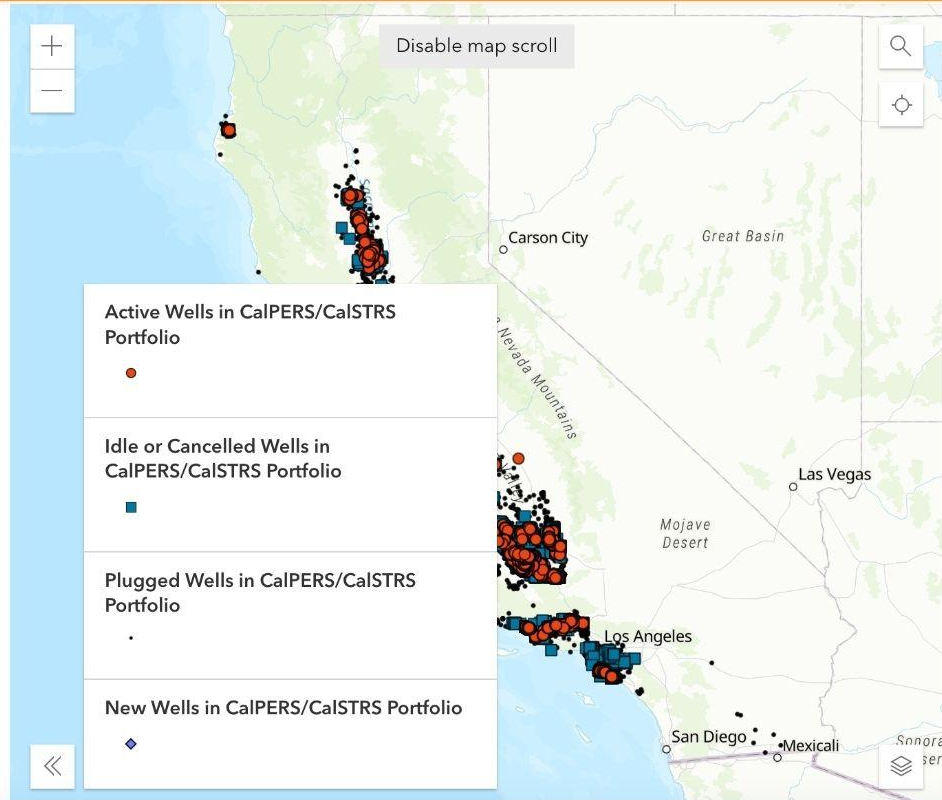 Disable map scroll
Carson City
Great Basin
Nevada Mountains
Active Wells in CalPERS/CalSTRS
Portfolio
Idle or Cancelled Wells in
CalPERS/CalSTRS Portfolio
Las Vegas
Mojave
Desert
Plugged Wells in CalPERS/CalSTRS
Portfolio
Los Angeles
New Wells in CalPERS/CalSTRS Portfolio
San Diego
Mexicali